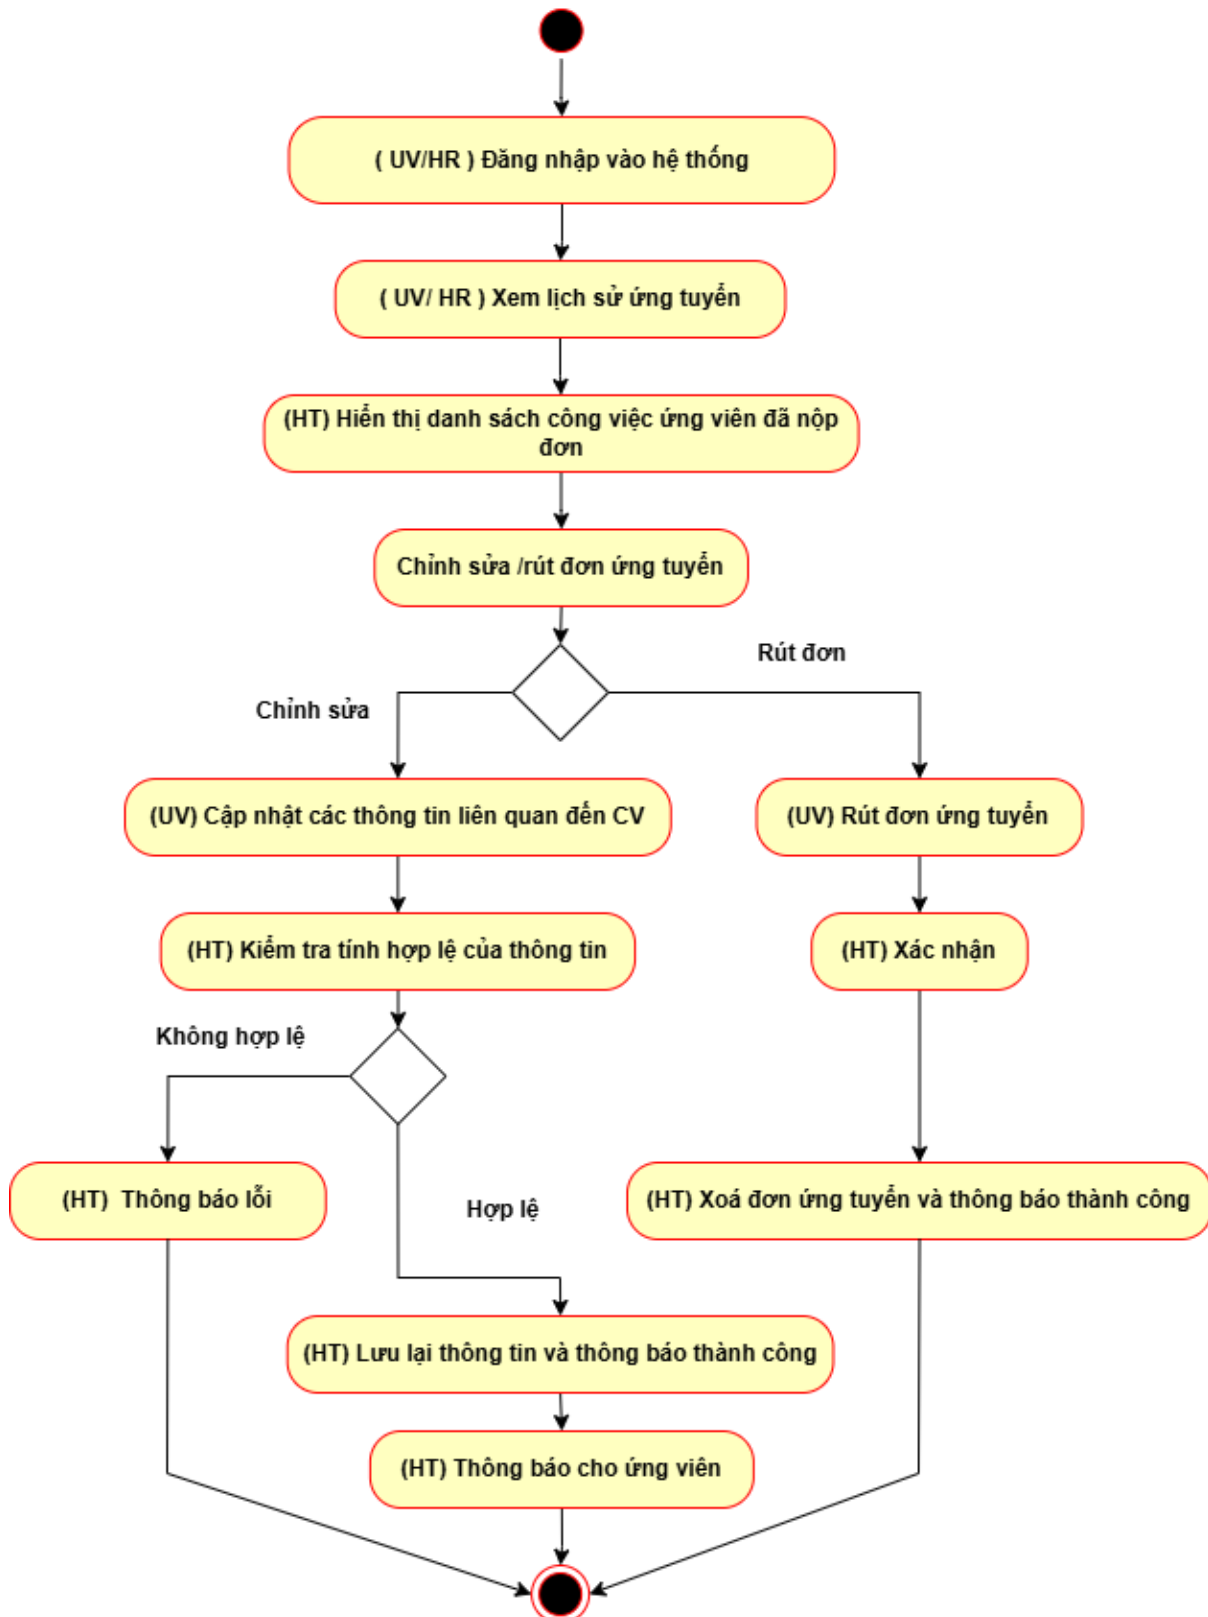 ( UV/HR ) Đăng nhập vào hệ thống
( UV/ HR ) Xem lịch sử ứng tuyển
(HT) Hiển thị danh sách công việc ứng viên đã nộp
đơn
Chỉnh sửa /rút đơn ứng tuyển
Rút đơn
Chỉnh sửa
(UV) Cập nhật các thông tin liên quan đến CV
(UV) Rút đơn ứng tuyển
(HT) Kiểm tra tính hợp lệ của thông tin
(HT) Xác nhận
Không hợp lệ
(HT) Thông báo lỗi
Hợp lệ
(HT) Xoá đơn ứng tuyển và thông báo thành công
(HT) Lưu lại thông tin và thông báo thành công
(HT) Thông báo cho ứng viên